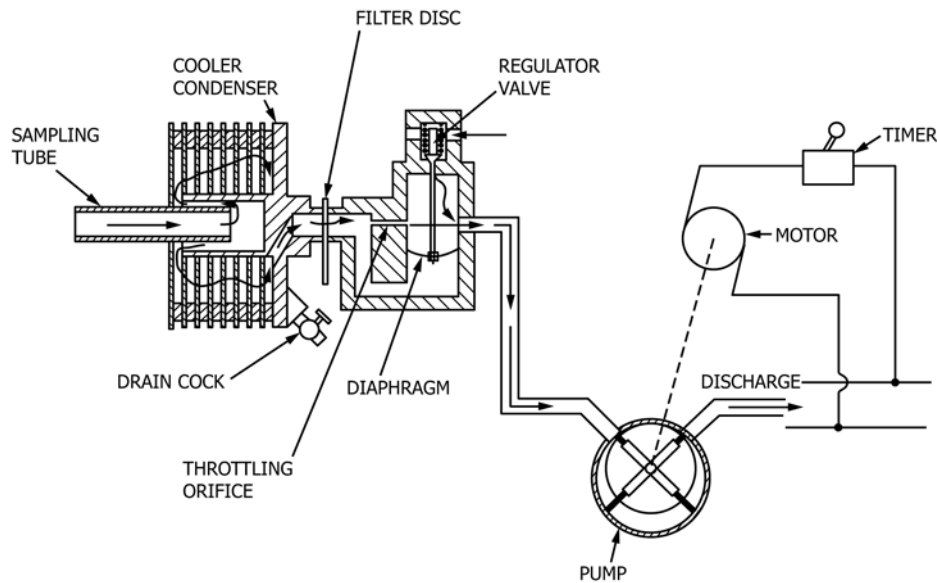 FILTER DISC
COOLER
CONDENSER
REGULATOR
VALVE
SAMPLING
TUBE
TIMER
MOTOR
DRAIN COCK
DIAPHRAGM
DISCHARGE
THROTTLING
ORIFICE
PUMP